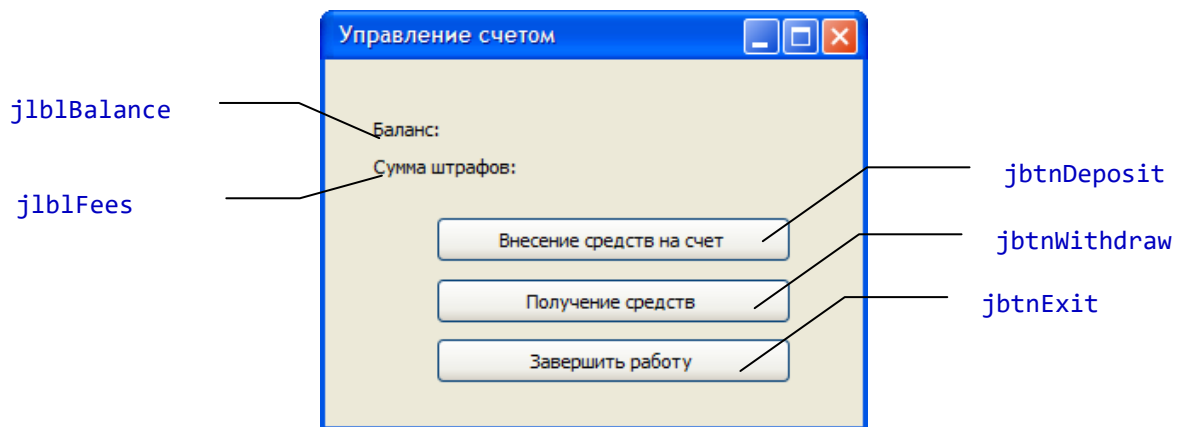 Управление счетом
jlblBalance
Баланс:
Сумма штрафов:
jbtnDeposit
jlblFees
Внесение средств на счет
jbtnWithdraw
Получение средств
jbtnExit
Завершить работу